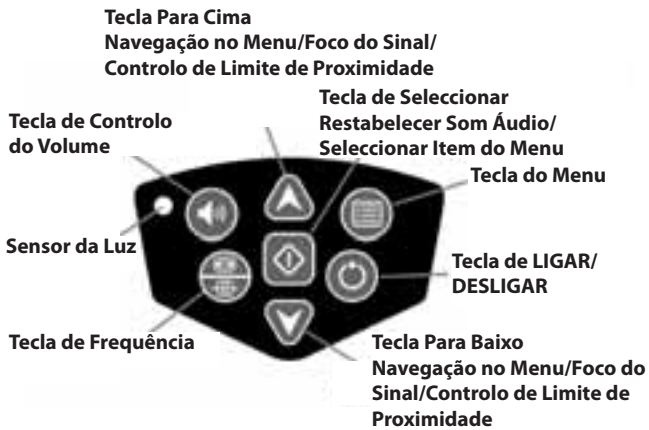 Tecla Para Cima
Navegação no Menu/Foco do Sinal/
Controlo de Limite de Proximidade
Tecla de Seleccionar
Restabelecer Som Áudio/
Seleccionar Item do Menu
Tecla de Controlo
do Volume
Tecla do Menu
Sensor da Luz
Tecla de LIGAR/
DESLIGAR
Tecla de Frequência
Tecla Para Baixo
Navegação no Menu/Foco do
Sinal/Controlo de Limite de
Proximidade